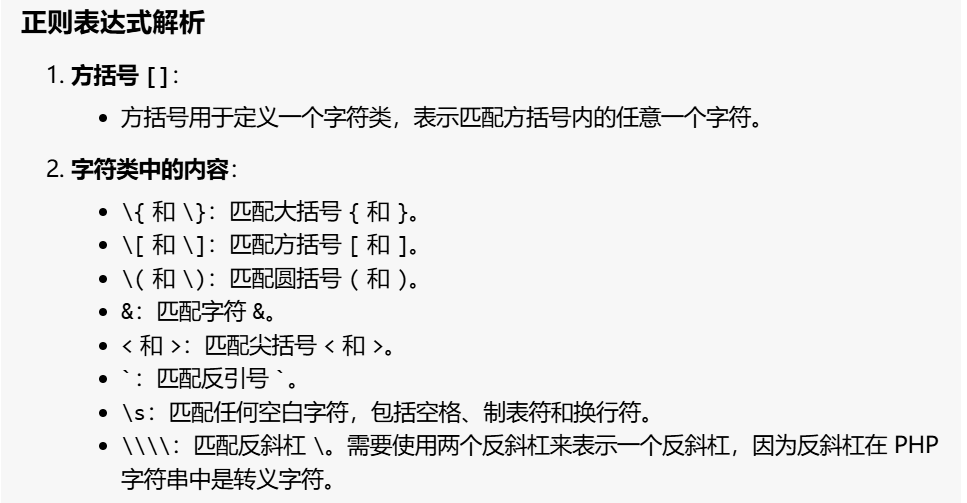 正则表达式解析
1. 方括号 []：
• 方括号用于定义一个字符类，表示匹配方括号内的任意一个字符。
2. 字符类中的内容：
• \{ 和 \}：匹配大括号 { 和 }。
• \[ 和 \]：匹配方括号 [ 和 ]。
• \( 和 \)：匹配圆括号 ( 和 )。
• &：匹配字符 &。
• < 和 >：匹配尖括号 < 和 >。
• `：匹配反引号 `。
• \s：匹配任何空白字符，包括空格、制表符和换行符。
• \\\\：匹配反斜杠 \。需要使用两个反斜杠来表示一个反斜杠，因为反斜杠在 PHP
字符串中是转义字符。